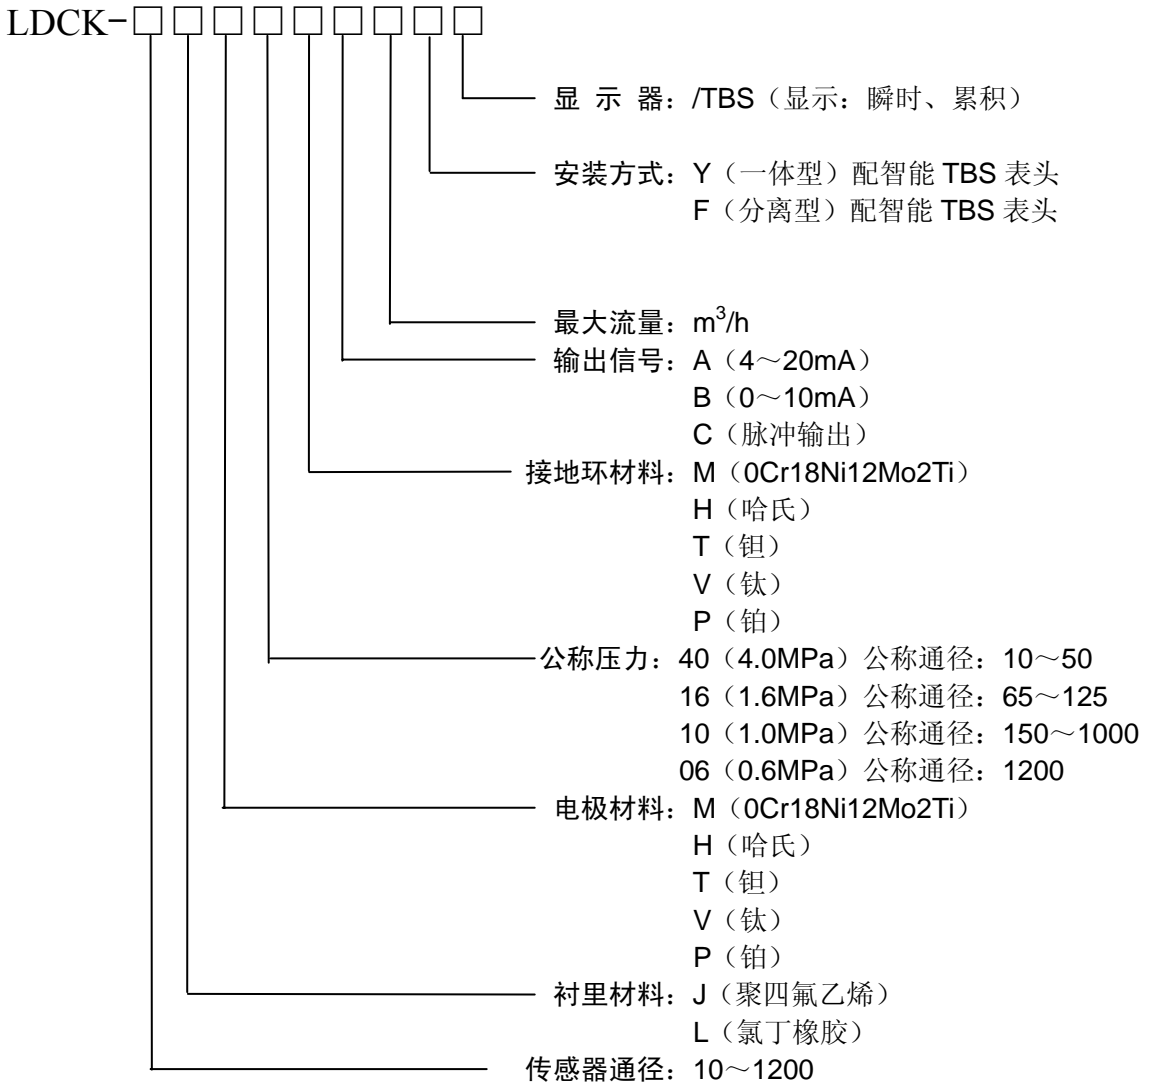 LDCK-□□□□□□□□□
显 示 器：/TBS（显示：瞬时、累积）
安装方式：Y（一体型）配智能 TBS 表头
F（分离型）配智能 TBS 表头
最大流量：m³/h
输出信号：A（4～20mA）
B（0～10mA）
C（脉冲输出）
接地环材料：M（0Cr18Ni12Mo2Ti）
H（哈氏）
T（钽）
V（钛）
P（铂）
公称压力：40（4.0MPa）公称通径：10～50
16（1.6MPa）公称通径：65～125
10（1.0MPa）公称通径：150～1000
06（0.6MPa）公称通径：1200
电极材料：M（0Cr18Ni12Mo2Ti）
H（哈氏）
T（钽）
V（钛）
P（铂）
衬里材料：J（聚四氟乙烯）
L（氯丁橡胶）
传感器通径：10～1200